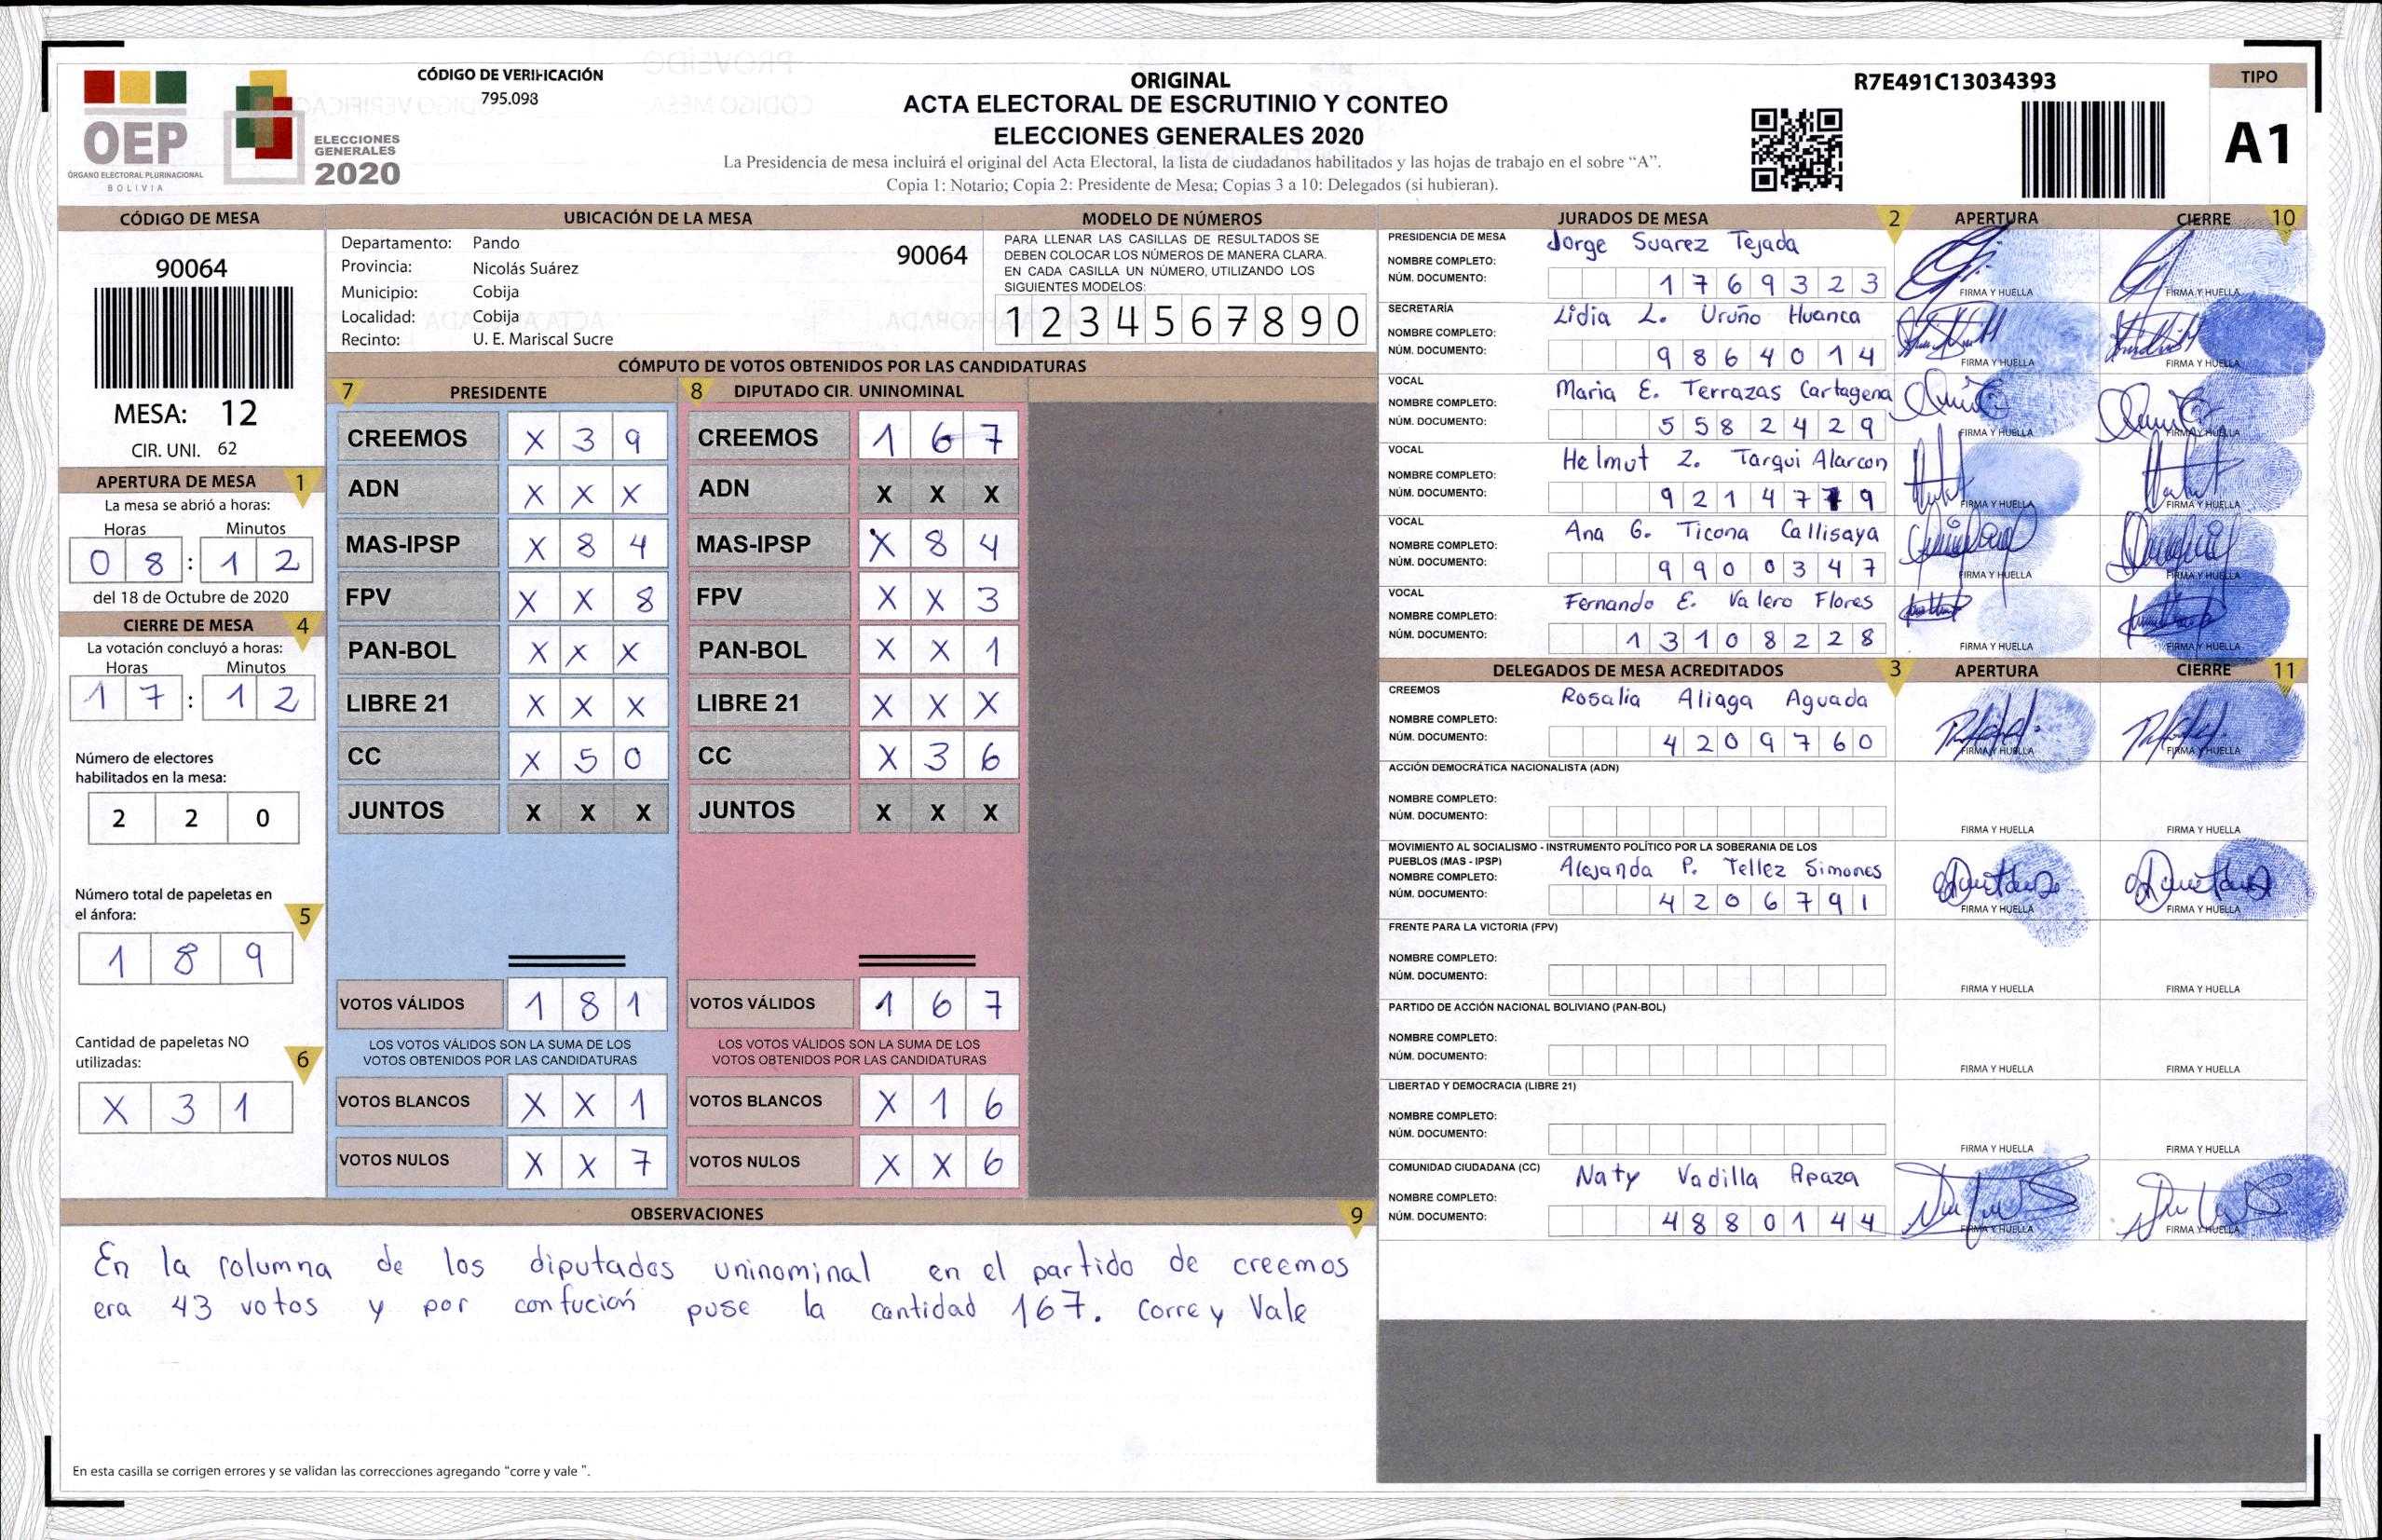 CÓDIGO DE VERIFICACIÓN
795.098
OEP
ÓRGANO ELECTORAL PLURINACIONAL
BOLIVIA
ELECCIONES
GENERALES
2020
ORIGINAL
ACTA ELECTORAL DE ESCRUTINIO Y CONTEO
ELECCIONES GENERALES 2020
La Presidencia de mesa incluirá el original del Acta Electoral, la lista de ciudadanos habilitados y las hojas de trabajo en el sobre “A”.
Copia 1: Notario; Copia 2: Presidente de Mesa; Copias 3 a 10: Delegados (si hubieran).
R7E491C13034393
TIPO
A1
CÓDIGO DE MESA
90064
MESA: 12
CIR. UNI. 62
APERTURA DE MESA 1
La mesa se abrió a horas:
Horas Minutos
0 8 : 1 2
del 18 de Octubre de 2020
CIERRE DE MESA 4
La votación concluyó a horas:
Horas Minutos
1 7 : 1 2
Número de electores
habilitados en la mesa:
2 2 0
Número total de papeletas en
el ánfora: 5
1 8 9
Cantidad de papeletas NO
utilizadas: 6
X 3 1
UBICACIÓN DE LA MESA
Departamento: Pando
90064
Provincia: Nicolás Suárez
Municipio: Cobija
Localidad: Cobija
Recinto: U. E. Mariscal Sucre
MODELO DE NÚMEROS
PARA LLENAR LAS CASILLAS DE RESULTADOS SE
DEBEN COLOCAR LOS NÚMEROS DE MANERA CLARA.
EN CADA CASILLA UN NÚMERO, UTILIZANDO LOS
SIGUIENTES MODELOS:
1 2 3 4 5 6 7 8 9 0
CÓMPUTO DE VOTOS OBTENIDOS POR LAS CANDIDATURAS
7 PRESIDENTE
CREEMOS X 3 9
ADN X X X
MAS-IPSP X 8 4
FPV X X 8
PAN-BOL X X X
LIBRE 21 X X X
CC X 5 0
JUNTOS X X X
VOTOS VÁLIDOS 1 8 1
LOS VOTOS VÁLIDOS SON LA SUMA DE LOS
VOTOS OBTENIDOS POR LAS CANDIDATURAS
VOTOS BLANCOS X X 1
VOTOS NULOS X X 7
8 DIPUTADO CIR. UNINOMINAL
CREEMOS 1 6 7
ADN X X X
MAS-IPSP X 8 4
FPV X X 3
PAN-BOL X X 1
LIBRE 21 X X X
CC X 3 6
JUNTOS X X X
VOTOS VÁLIDOS 1 6 7
LOS VOTOS VÁLIDOS SON LA SUMA DE LOS
VOTOS OBTENIDOS POR LAS CANDIDATURAS
VOTOS BLANCOS X 1 6
VOTOS NULOS X X 6
OBSERVACIONES 9
En la columna de los diputados uninominal en el partido de creemos
era 43 votos y por confución puse la cantidad 167. Corre y Vale
En esta casilla se corrigen errores y se validan las correcciones agregando “corre y vale ”.
JURADOS DE MESA 2 APERTURA CIERRE 10
PRESIDENCIA DE MESA Jorge Suarez Tejada
NOMBRE COMPLETO:
NÚM. DOCUMENTO: 1 7 6 9 3 2 3
FIRMA Y HUELLA FIRMA Y HUELLA
SECRETARÍA Lidia L. Uruño Huanca
NOMBRE COMPLETO:
NÚM. DOCUMENTO: 9 8 6 4 0 1 4
FIRMA Y HUELLA FIRMA Y HUELLA
VOCAL Maria E. Terrazas Cartagena
NOMBRE COMPLETO:
NÚM. DOCUMENTO: 5 5 8 2 4 2 9
FIRMA Y HUELLA FIRMA Y HUELLA
VOCAL Helmut Z. Tarqui Alarcon
NOMBRE COMPLETO:
NÚM. DOCUMENTO: 9 2 1 4 7 7 9
FIRMA Y HUELLA FIRMA Y HUELLA
VOCAL Ana G. Ticona Callisaya
NOMBRE COMPLETO:
NÚM. DOCUMENTO: 9 9 0 0 3 4 7
FIRMA Y HUELLA FIRMA Y HUELLA
VOCAL Fernando E. Valero Flores
NOMBRE COMPLETO:
NÚM. DOCUMENTO: 1 3 1 0 8 2 2 8
FIRMA Y HUELLA FIRMA Y HUELLA
DELEGADOS DE MESA ACREDITADOS 3 APERTURA CIERRE 11
CREEMOS Rosalia Aliaga Aguada
NOMBRE COMPLETO:
NÚM. DOCUMENTO: 4 2 0 9 7 6 0
FIRMA Y HUELLA FIRMA Y HUELLA
ACCIÓN DEMOCRÁTICA NACIONALISTA (ADN)
NOMBRE COMPLETO:
NÚM. DOCUMENTO:
FIRMA Y HUELLA FIRMA Y HUELLA
MOVIMIENTO AL SOCIALISMO - INSTRUMENTO POLÍTICO POR LA SOBERANIA DE LOS
PUEBLOS (MAS - IPSP) Alejanda P. Tellez Simones
NOMBRE COMPLETO:
NÚM. DOCUMENTO: 4 2 0 6 7 9 1
FIRMA Y HUELLA FIRMA Y HUELLA
FRENTE PARA LA VICTORIA (FPV)
NOMBRE COMPLETO:
NÚM. DOCUMENTO:
FIRMA Y HUELLA FIRMA Y HUELLA
PARTIDO DE ACCIÓN NACIONAL BOLIVIANO (PAN-BOL)
NOMBRE COMPLETO:
NÚM. DOCUMENTO:
FIRMA Y HUELLA FIRMA Y HUELLA
LIBERTAD Y DEMOCRACIA (LIBRE 21)
NOMBRE COMPLETO:
NÚM. DOCUMENTO:
FIRMA Y HUELLA FIRMA Y HUELLA
COMUNIDAD CIUDADANA (CC) Naty Vadilla Apaza
NOMBRE COMPLETO:
NÚM. DOCUMENTO: 4 8 8 0 1 4 4
FIRMA Y HUELLA FIRMA Y HUELLA